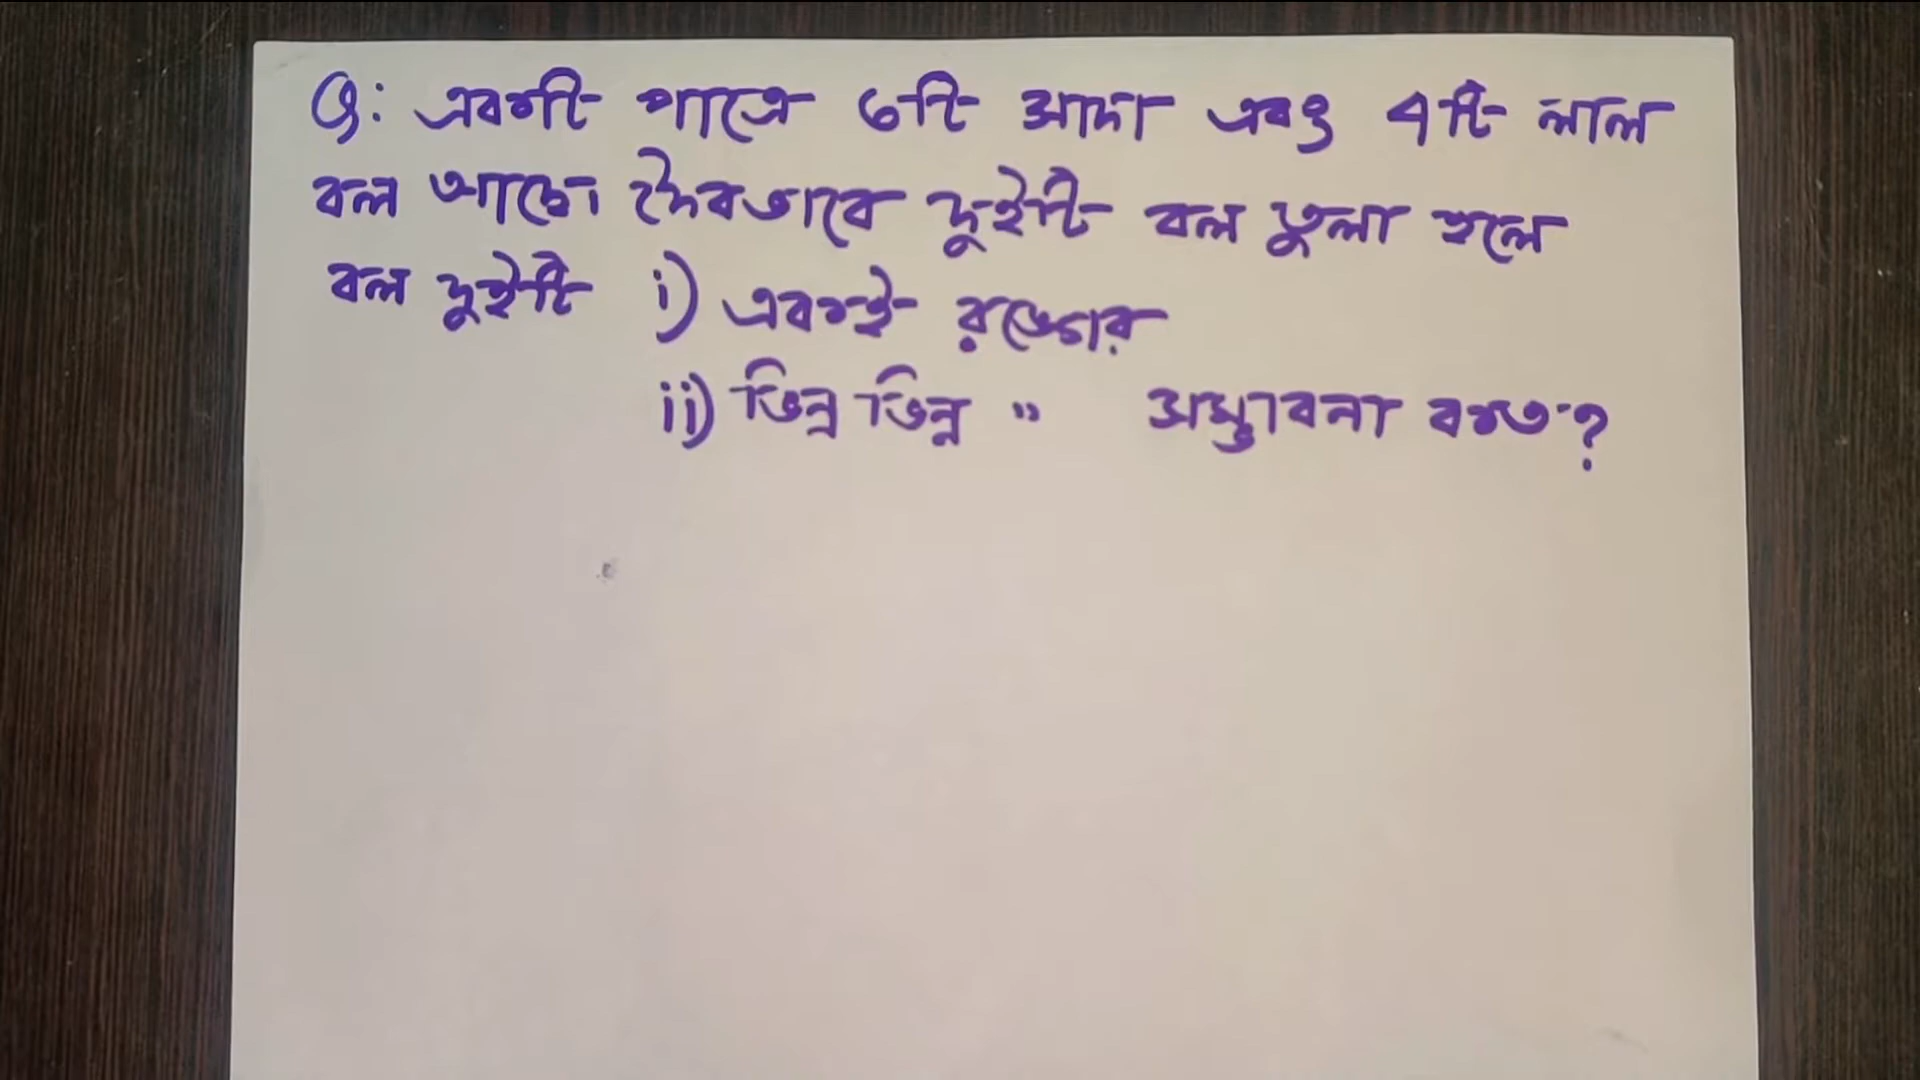 Q: একটি পাত্রে ৬টি সাদা এবং ৭টি লাল
বল আছে। দৈবভাবে দুইটি বল তুলা হলে
বল দুইটি i) একই রঙের
ii) ভিন্ন ভিন্ন " সম্ভাবনা কত?